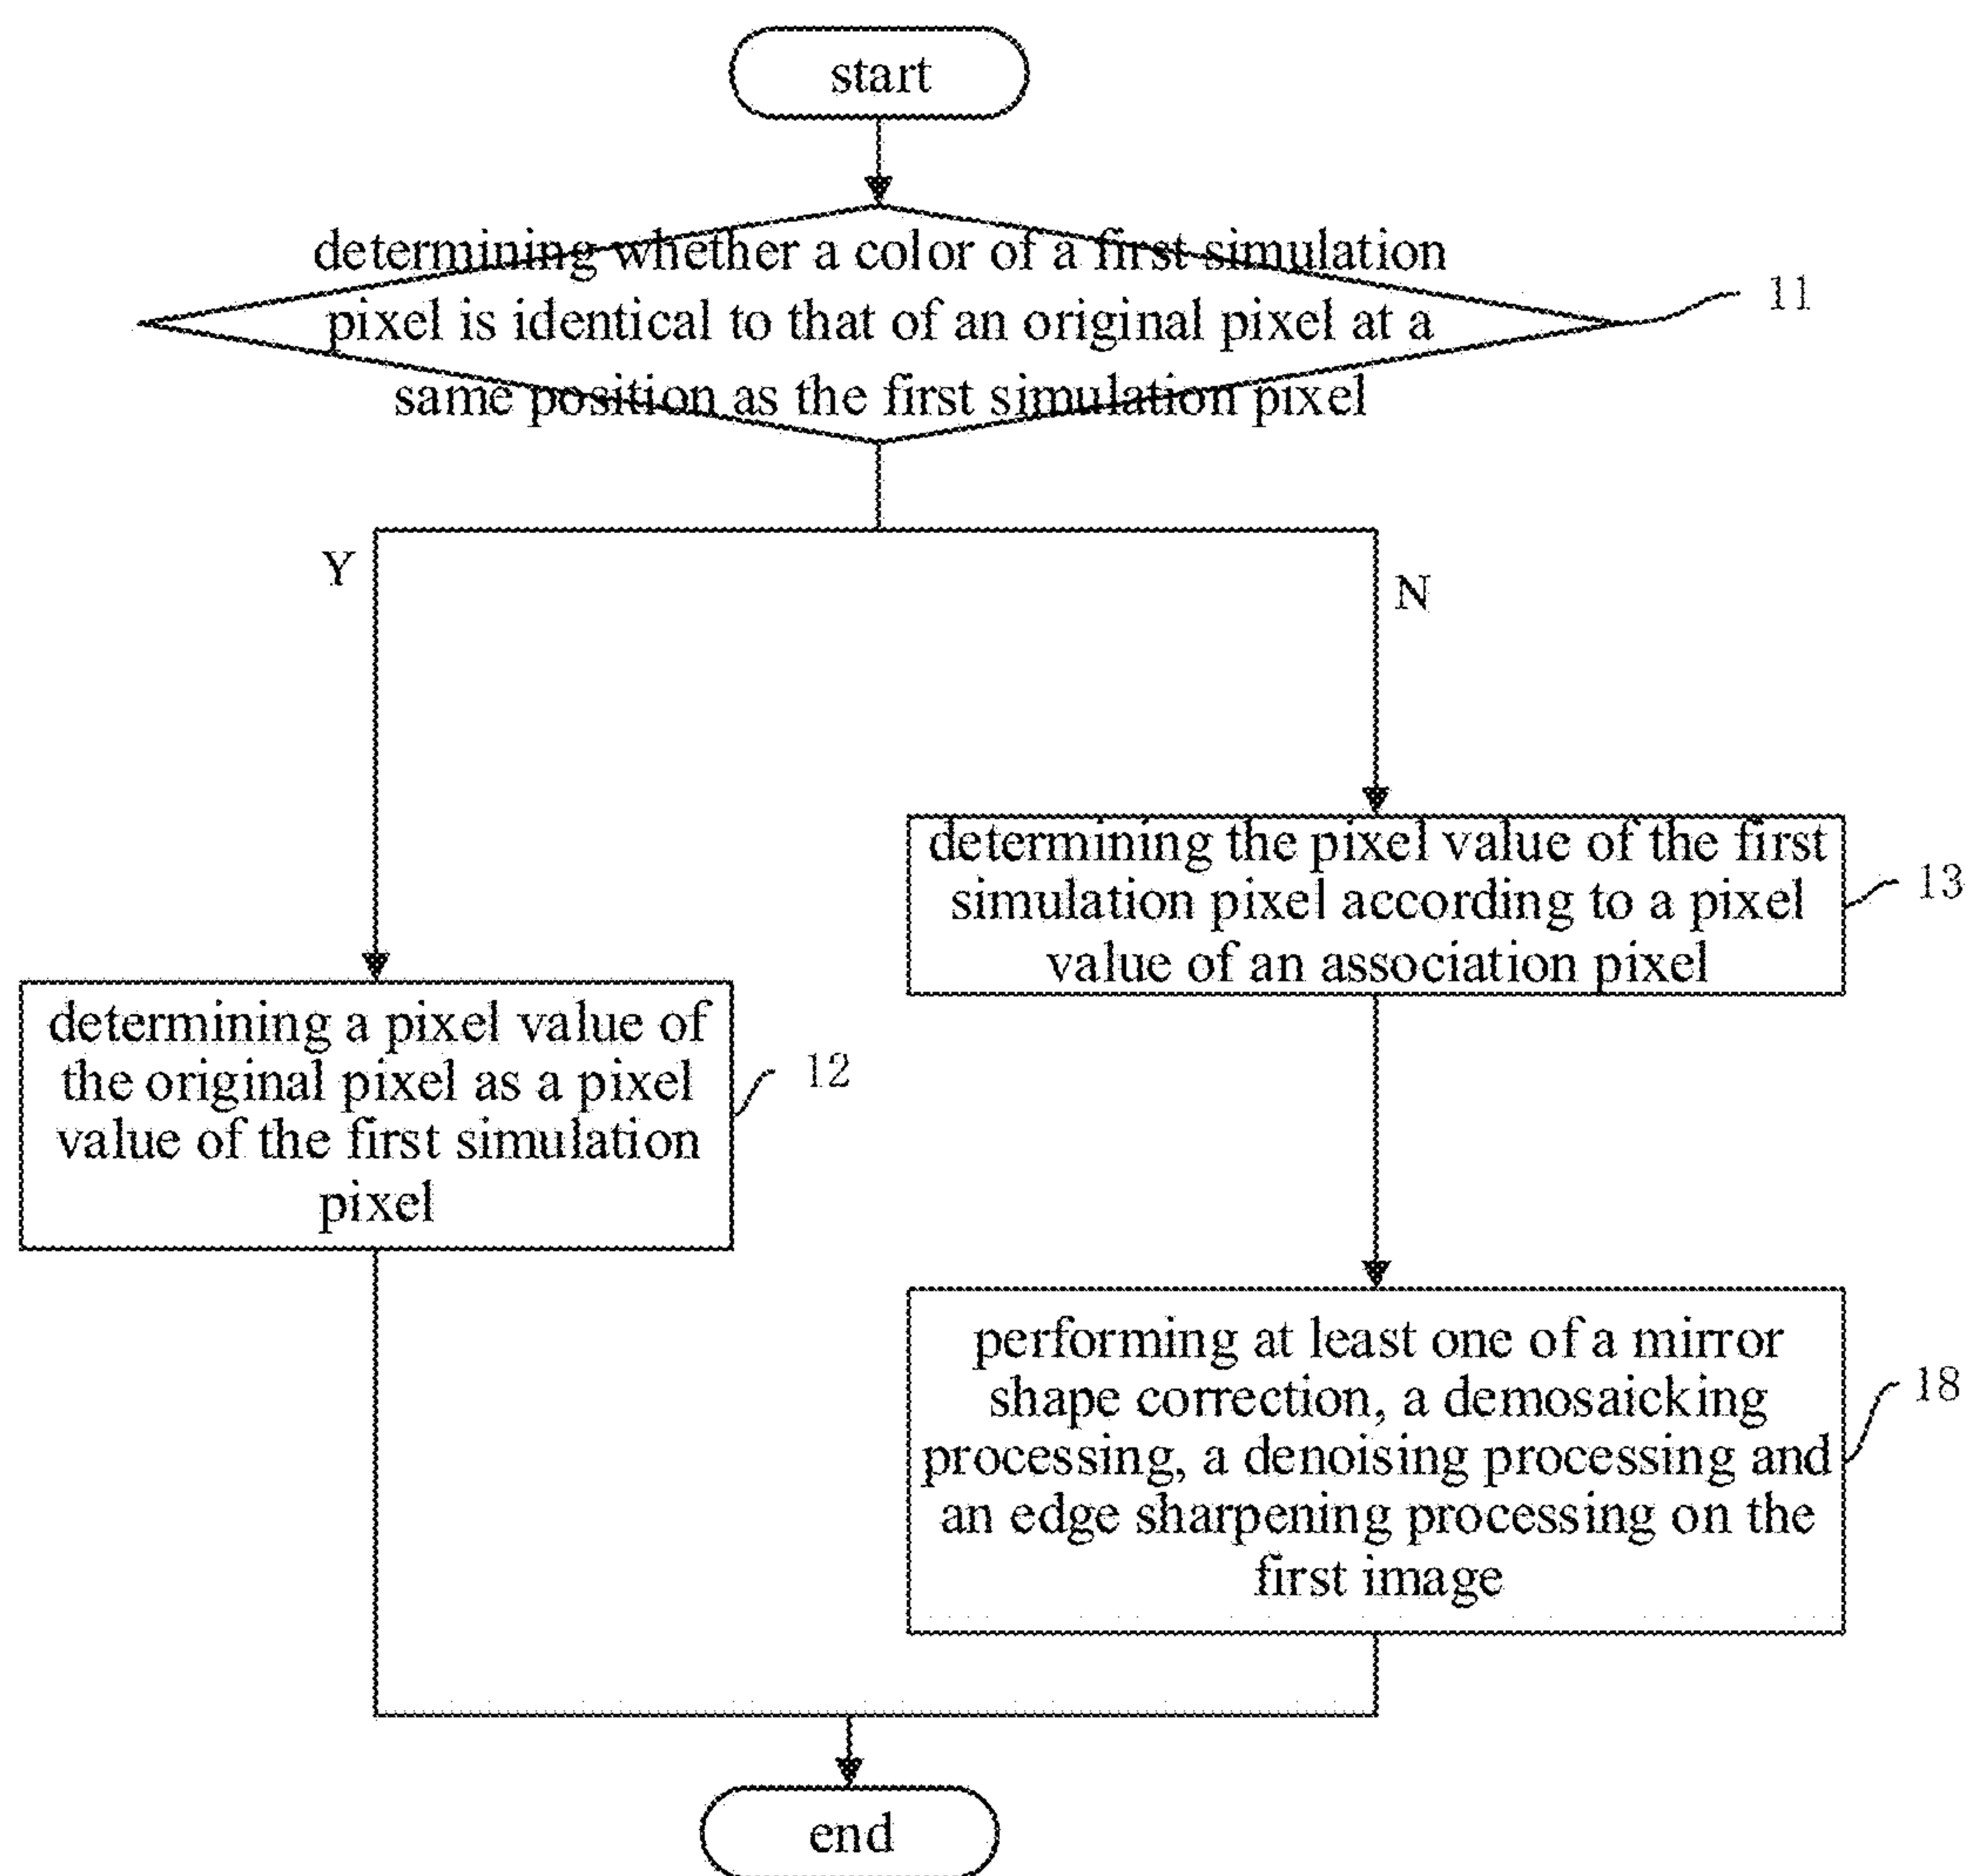 start
determining whether a color of a first simulation
pixel is identical to that of an original pixel at a
same position as the first simulation pixel
11
Y
N
determining the pixel value of the first
simulation pixel according to a pixel
value of an association pixel
13
determining a pixel value of
the original pixel as a pixel
value of the first simulation
pixel
12
performing at least one of a mirror
shape correction, a demosaicking
processing, a denoising processing and
an edge sharpening processing on the
first image
18
end